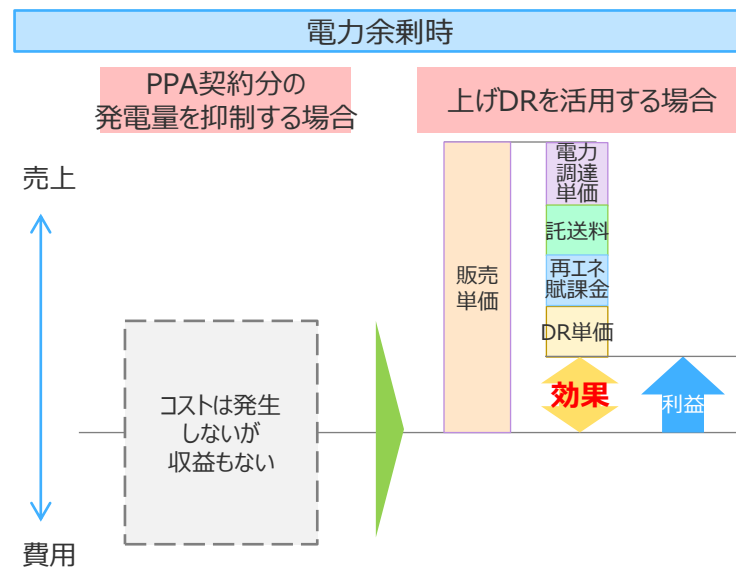 電力余剰時
PPA契約分の
発電量を抑制する場合
上げDRを活用する場合
売上
費用
コストは発生
しないが
収益もない
販売
単価
電力
調達
単価
託送料
再エネ
賦課金
DR単価
効果
利益